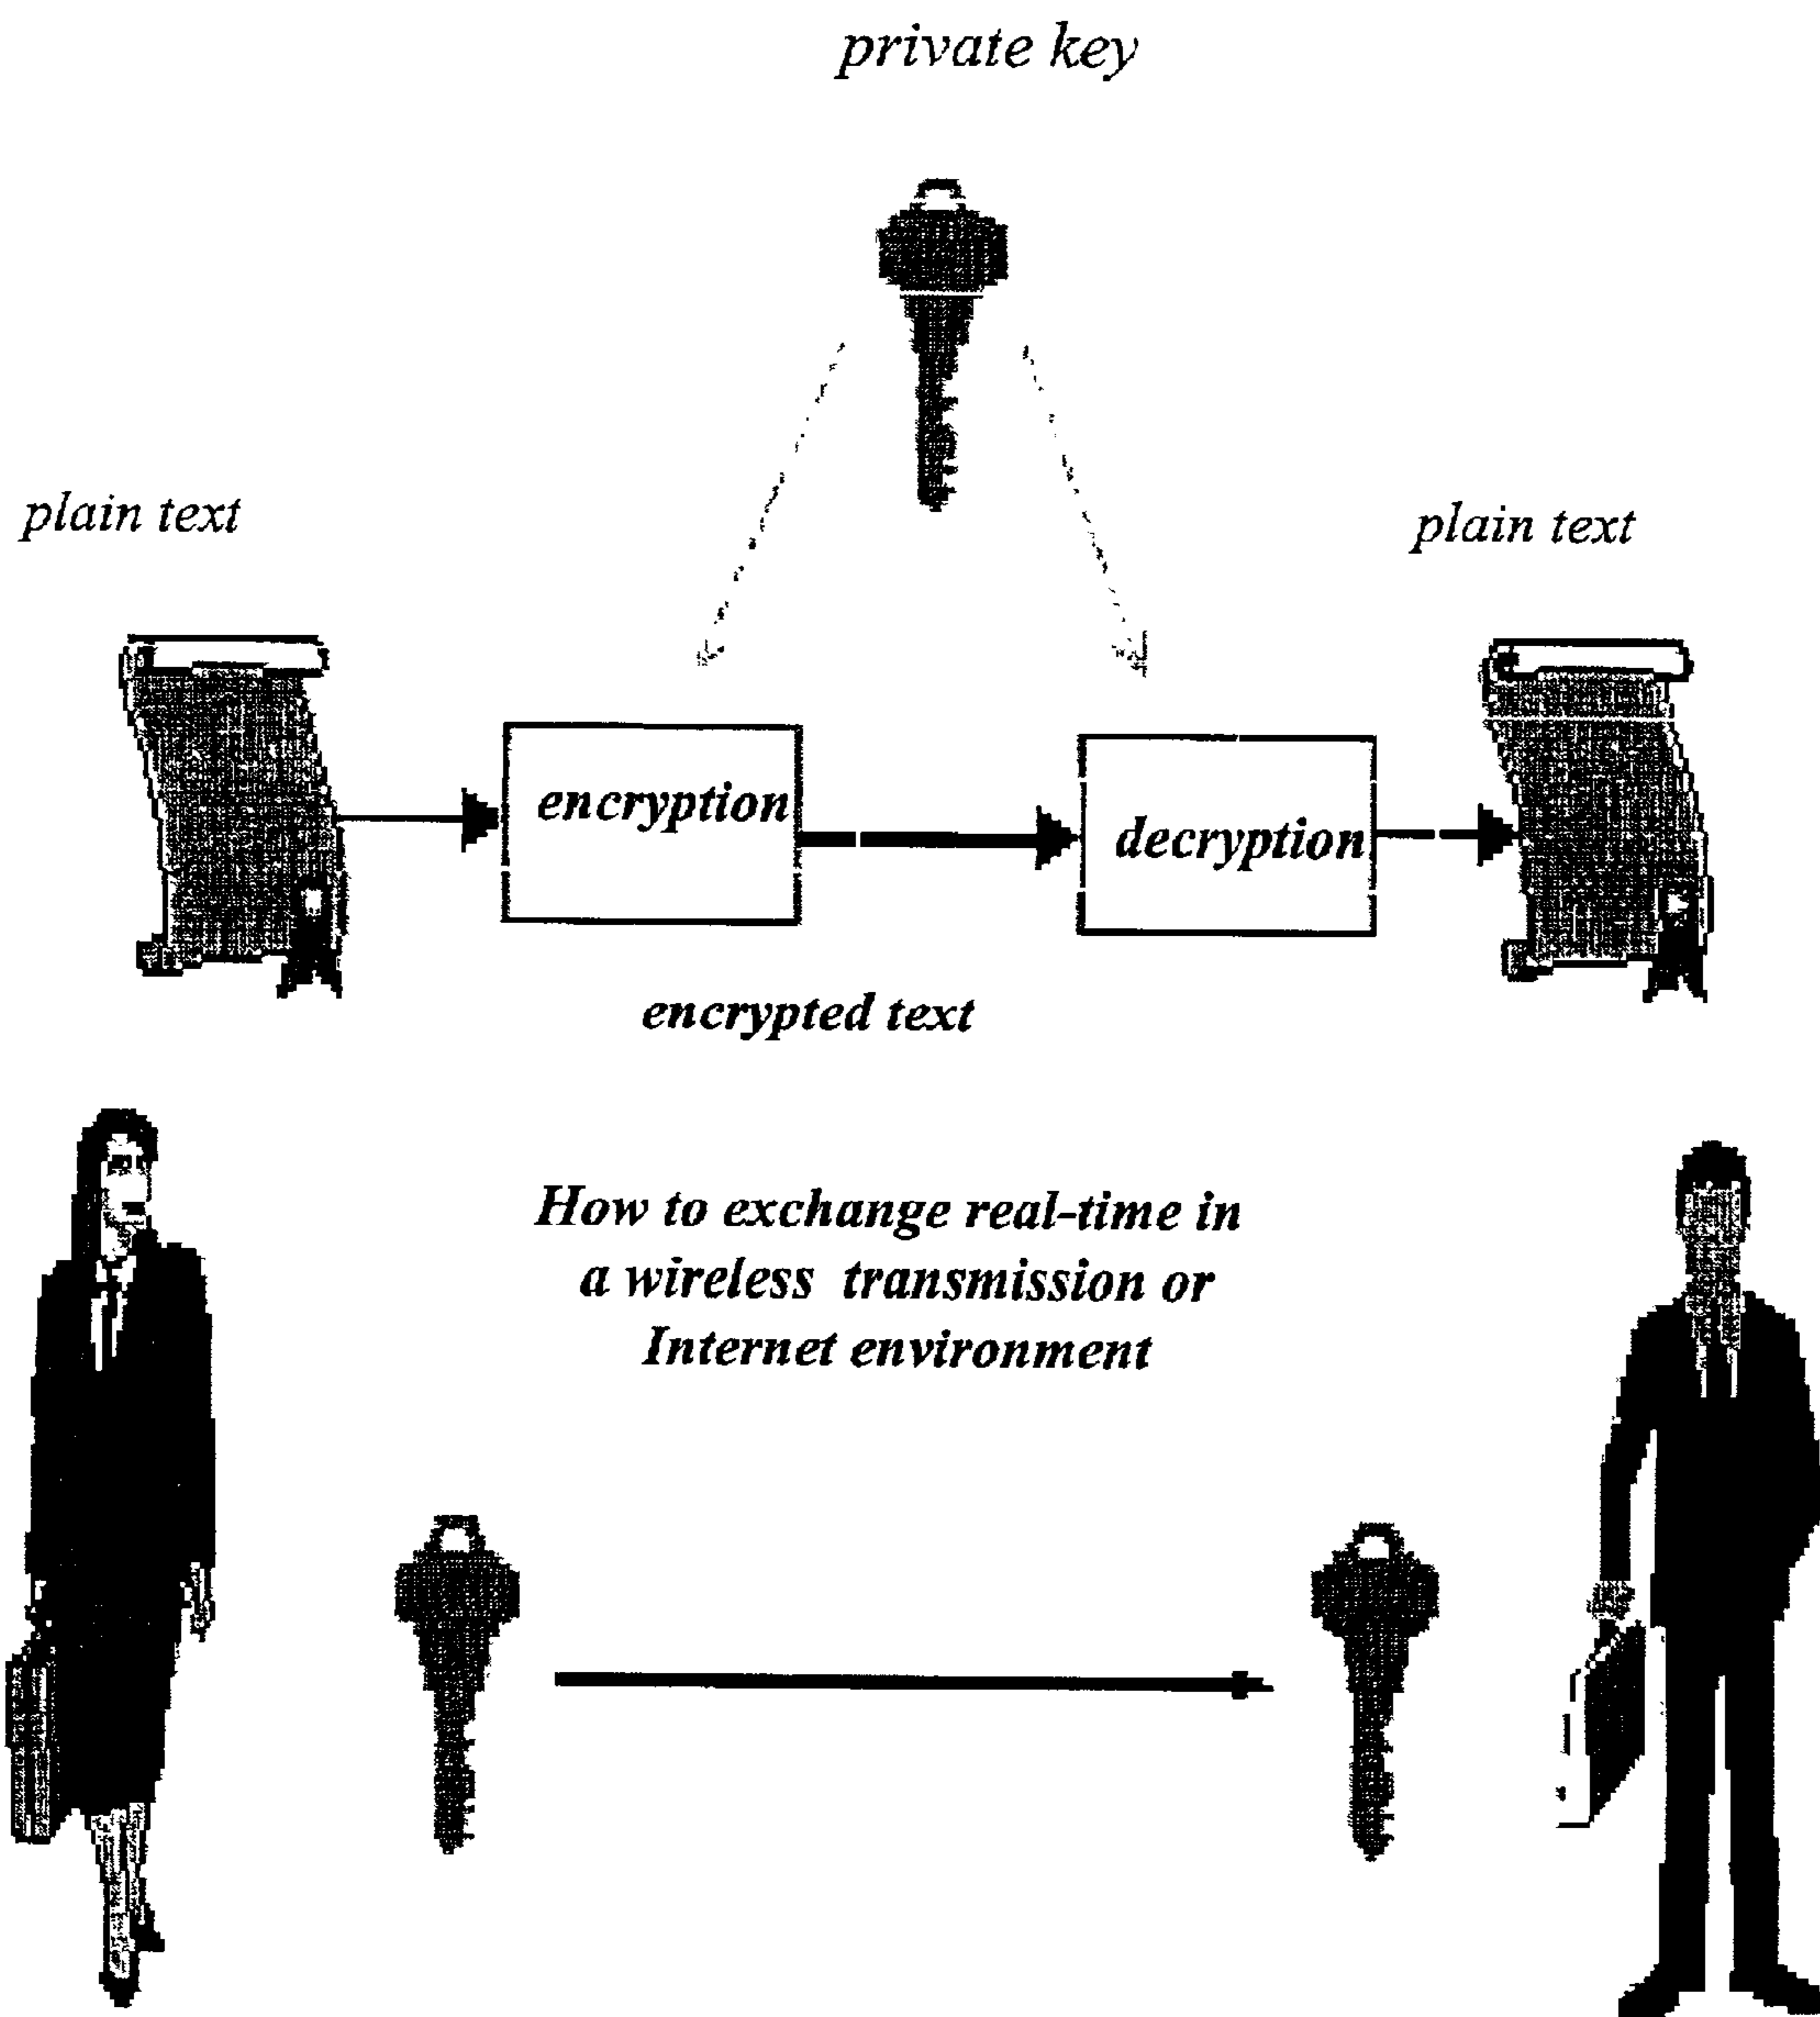 private key
plain text
plain text
encryption
decryption
encrypted text
How to exchange real-time in
a wireless transmission or
Internet environment